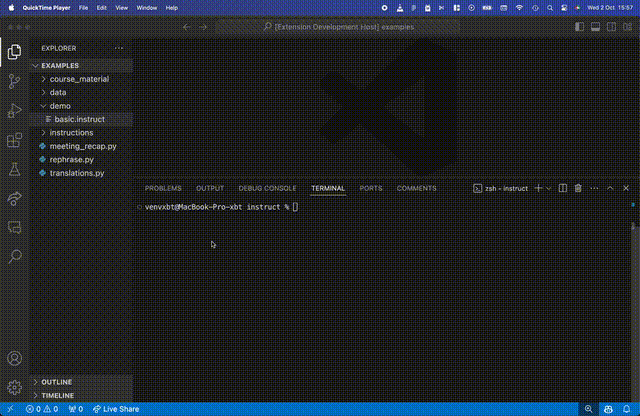 QuickTime Player File Edit View Window Help Wed 2 Oct 15:57
[Extension Development Host] examples
EXPLORER
EXAMPLES
course_material
data
demo
basic.instruct
instructions
meeting_recap.py
rephrase.py
translations.py
PROBLEMS OUTPUT DEBUG CONSOLE TERMINAL PORTS COMMENTS zsh - instruct
venvxbt@MacBook-Pro-xbt instruct %
OUTLINE
TIMELINE
0 0 0 Live Share